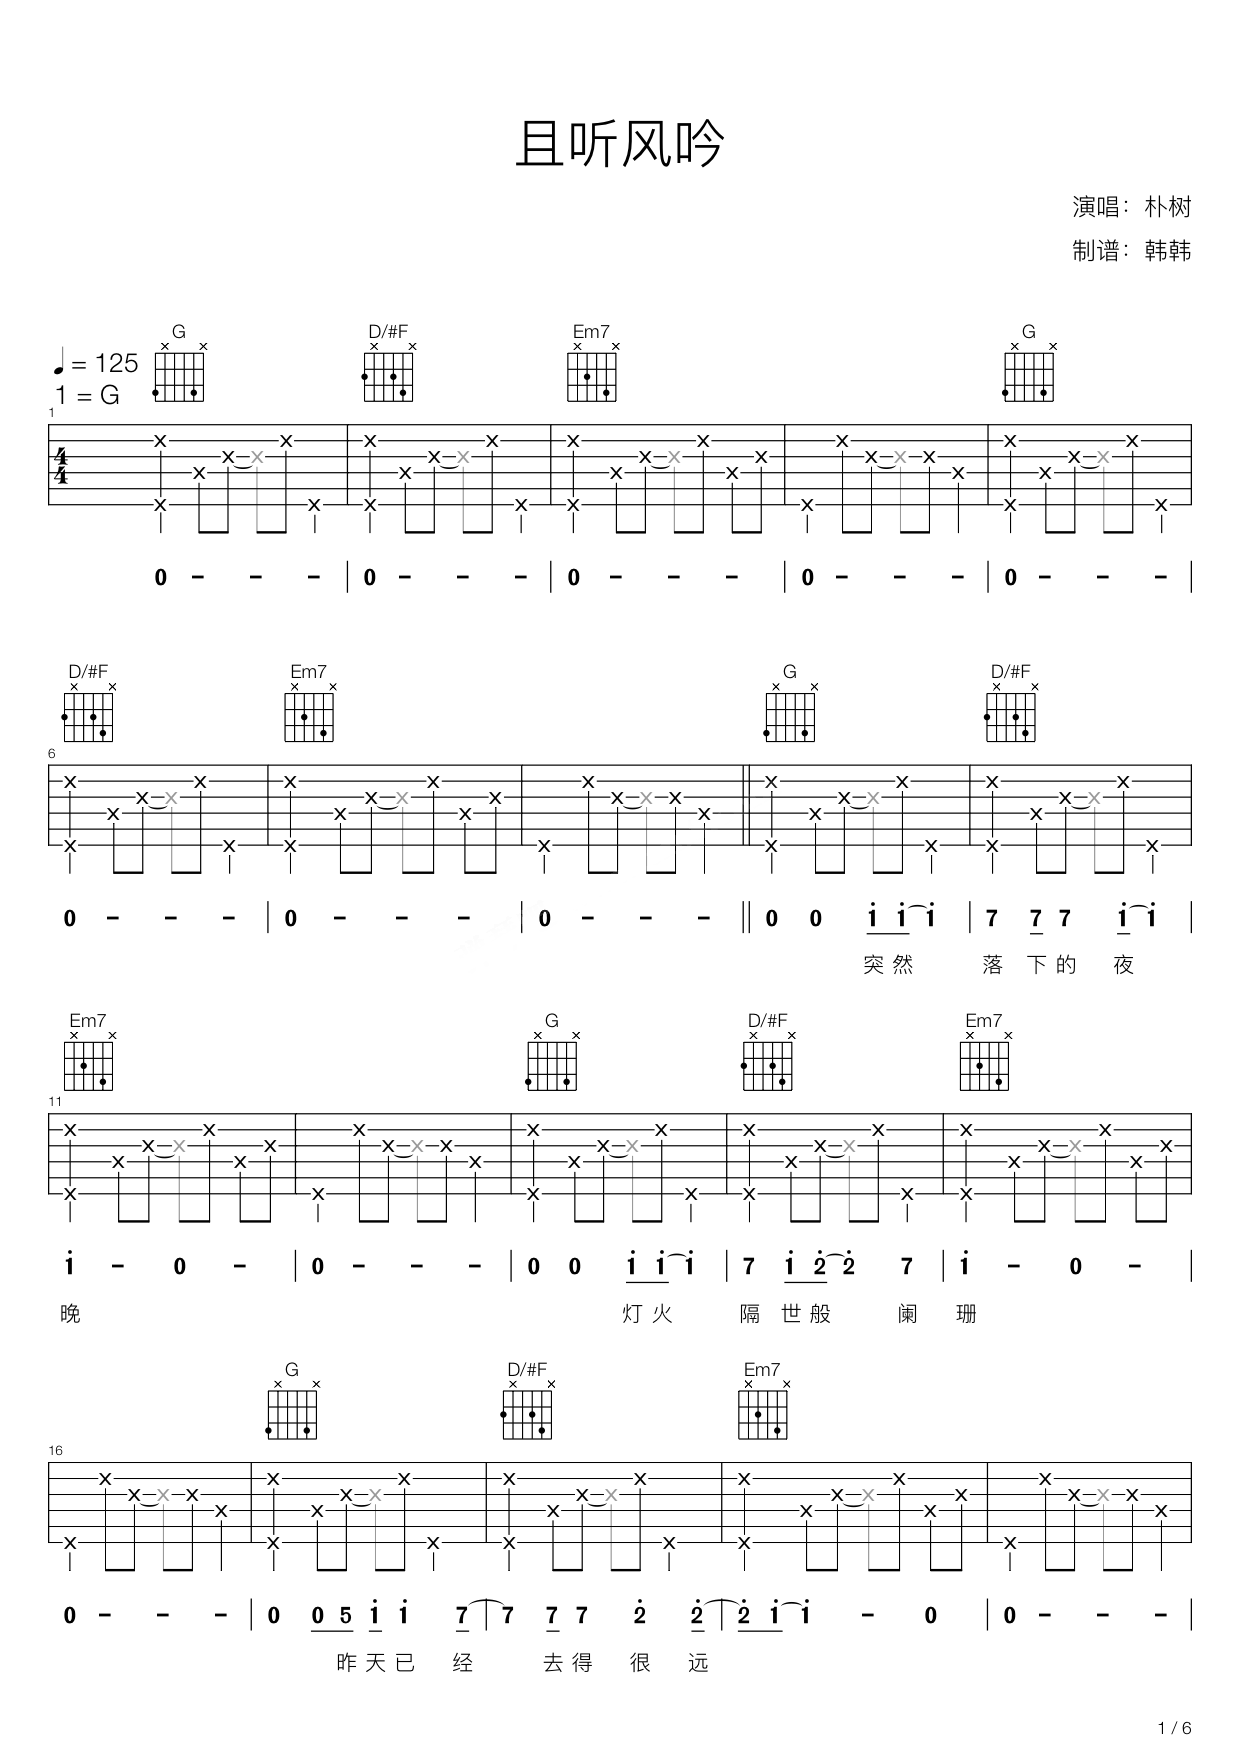 且听风吟
演唱：朴树
制谱：韩韩
G D/#F Em7 G
♩= 125
1 = G
1
4/4
0 - - - | 0 - - - | 0 - - - | 0 - - - | 0 - - - |
D/#F Em7 G D/#F
6
0 - - - | 0 - - - | 0 - - - || 0 0 i i i | 7 7 7 i i |
突然 落 下的 夜
Em7 G D/#F Em7
11
i - 0 - | 0 - - - | 0 0 i i i | 7 i 2̇ 2̇ 7 | i - 0 - |
晚 灯火 隔 世般 阑 珊
G D/#F Em7
16
0 - - - | 0 0 5 i i 7 | 7 7 7 2̇ 2̇ | 2̇ i i - 0 | 0 - - - |
昨天已 经 去得 很 远
1 / 6